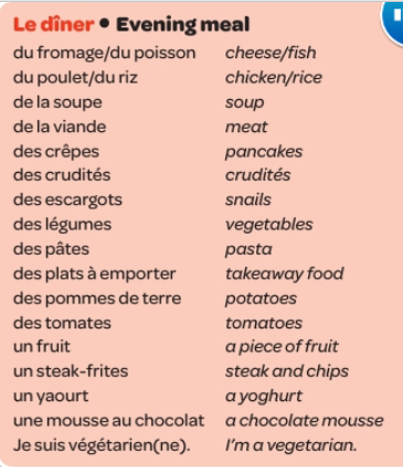 Le dîner • Evening meal
du fromage/du poisson cheese/fish
du poulet/du riz chicken/rice
de la soupe soup
de la viande meat
des crêpes pancakes
des crudités crudités
des escargots snails
des légumes vegetables
des pâtes pasta
des plats à emporter takeaway food
des pommes de terre potatoes
des tomates tomatoes
un fruit a piece of fruit
un steak-frites steak and chips
un yaourt a yoghurt
une mousse au chocolat a chocolate mousse
Je suis végétarien(ne). I'm a vegetarian.